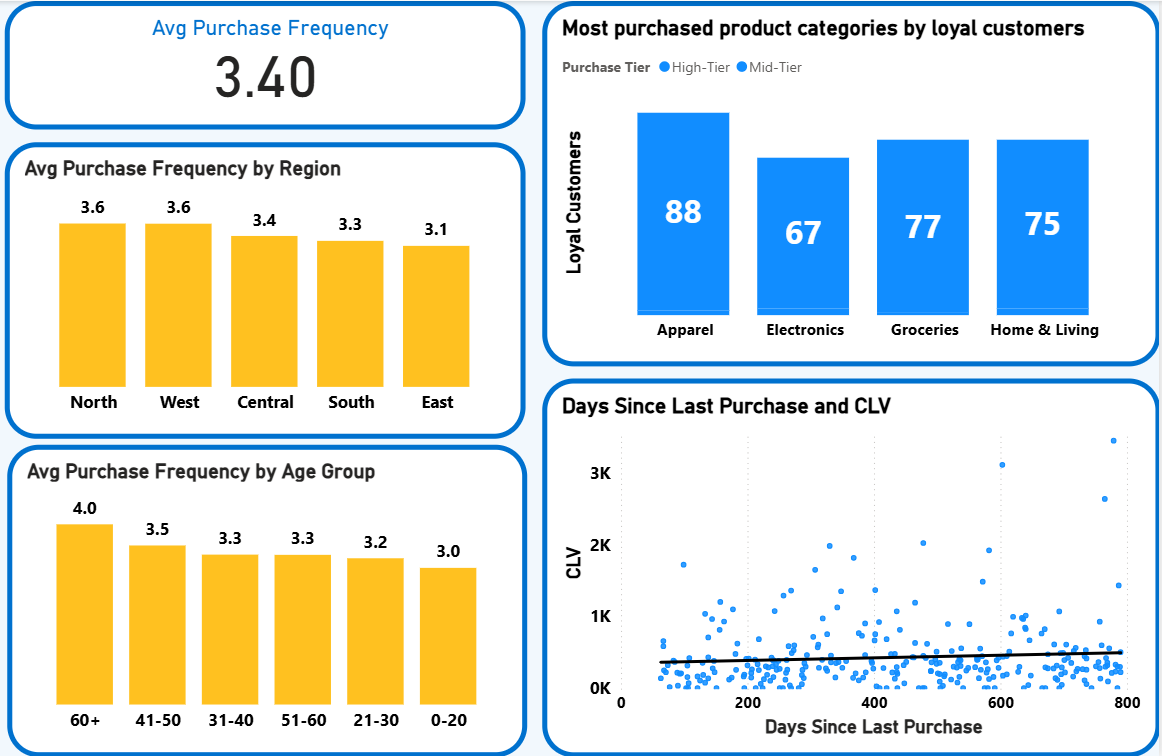 Avg Purchase Frequency
3.40
Avg Purchase Frequency by Region
3.6 3.6 3.4 3.3 3.1
North West Central South East
Avg Purchase Frequency by Age Group
4.0 3.5 3.3 3.3 3.2 3.0
60+ 41-50 31-40 51-60 21-30 0-20
Most purchased product categories by loyal customers
Purchase Tier High-Tier Mid-Tier
Loyal Customers
88 67 77 75
Apparel Electronics Groceries Home & Living
Days Since Last Purchase and CLV
CLV
3K
2K
1K
0K
0 200 400 600 800
Days Since Last Purchase